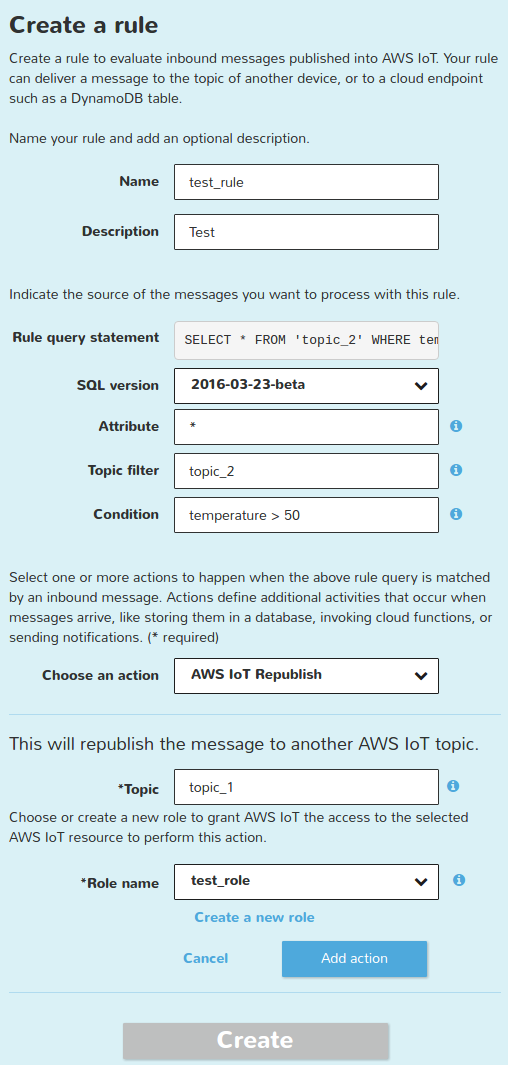 Create a rule
Create a rule to evaluate inbound messages published into AWS IoT. Your rule
can deliver a message to the topic of another device, or to a cloud endpoint
such as a DynamoDB table.
Name your rule and add an optional description.
Name test_rule
Description Test
Indicate the source of the messages you want to process with this rule.
Rule query statement SELECT * FROM 'topic_2' WHERE tem
SQL version 2016-03-23-beta
Attribute *
Topic filter topic_2
Condition temperature > 50
Select one or more actions to happen when the above rule query is matched
by an inbound message. Actions define additional activities that occur when
messages arrive, like storing them in a database, invoking cloud functions, or
sending notifications. (* required)
Choose an action AWS IoT Republish
This will republish the message to another AWS IoT topic.
*Topic topic_1
Choose or create a new role to grant AWS IoT the access to the selected
AWS IoT resource to perform this action.
*Role name test_role
Create a new role
Cancel Add action
Create